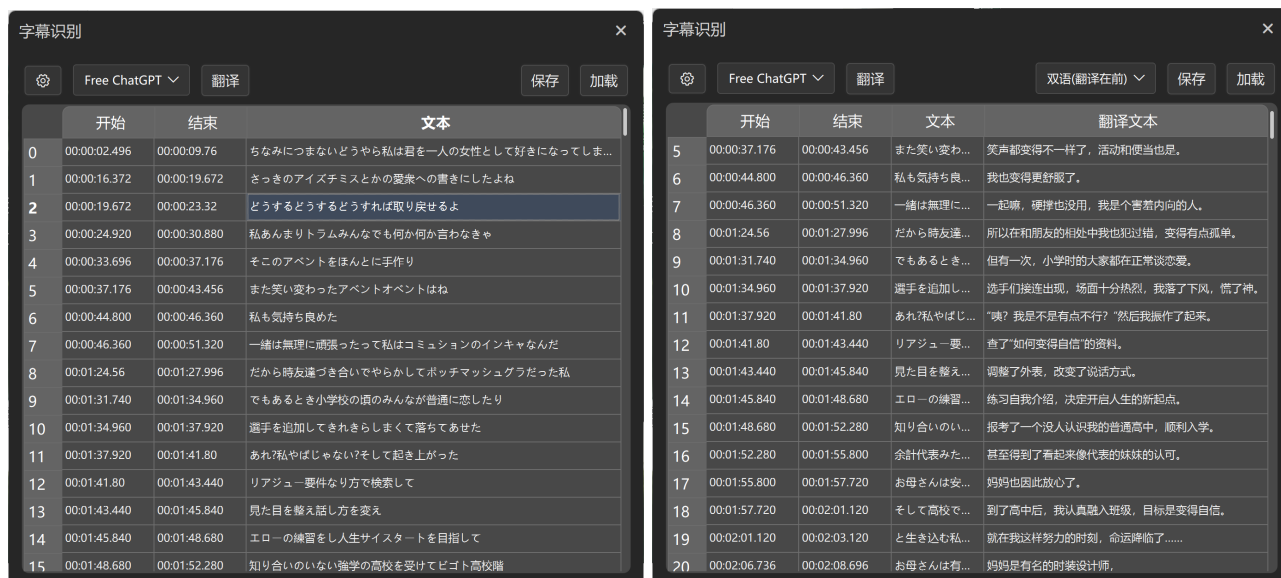 字幕识别 ×
Free ChatGPT 翻译 保存 加载
开始 结束 文本
0 00:00:02.496 00:00:09.76 ちなみにつまないどうやら私は君を一人の女性として好きになってしま...
1 00:00:16.372 00:00:19.672 さっきのアイズチミスとかの愛衆への書きにしたよね
2 00:00:19.672 00:00:23.32 どうするどうするどうすれば取り戻せるよ
3 00:00:24.920 00:00:30.880 私あんまりトラムみんなでも何か何か言わなきゃ
4 00:00:33.696 00:00:37.176 そこのアベントをほんとに手作り
5 00:00:37.176 00:00:43.456 また笑い変わったアベントオベントはね
6 00:00:44.800 00:00:46.360 私も気持ち良めた
7 00:00:46.360 00:00:51.320 一緒は無理に頑張ったって私はコミュションのインキャなんだ
8 00:01:24.56 00:01:27.996 だから時友達づき合いでやらかしてボッチマッシュグラだった私
9 00:01:31.740 00:01:34.960 でもあるとき小学校の頃のみんなが普通に恋したり
10 00:01:34.960 00:01:37.920 選手を追加してきれきらしまくて落ちてあせた
11 00:01:37.920 00:01:41.80 あれ?私やばじゃない?そして起き上がった
12 00:01:41.80 00:01:43.440 リアジュー要件なり方で検索して
13 00:01:43.440 00:01:45.840 見た目を整え話し方を変え
14 00:01:45.840 00:01:48.680 エローの練習をし人生サイスタートを目指して
15 00:01:48.680 00:01:52.280 知り合いのいない強学の高校を受けてビゴト高校階
字幕识别 ×
Free ChatGPT 翻译 双语(翻译在前) 保存 加载
开始 结束 文本 翻译文本
5 00:00:37.176 00:00:43.456 また笑い変わ... 笑声都变得不一样了，活动和便当也是。
6 00:00:44.800 00:00:46.360 私も気持ち良... 我也变得更舒服了。
7 00:00:46.360 00:00:51.320 一緒は無理に... 一起嘛，硬撑也没用，我是个害羞内向的人。
8 00:01:24.56 00:01:27.996 だから時友達... 所以在和朋友的相处中我也犯过错，变得有点孤单。
9 00:01:31.740 00:01:34.960 でもあるとき... 但有一次，小学时的大家都在正常谈恋爱。
10 00:01:34.960 00:01:37.920 選手を追加し... 选手们接连出现，场面十分热烈，我落了下风，慌了神。
11 00:01:37.920 00:01:41.80 あれ?私やばじ... “咦？我是不是有点不行？”然后我振作了起来。
12 00:01:41.80 00:01:43.440 リアジュー要... 查了“如何变得自信”的资料。
13 00:01:43.440 00:01:45.840 見た目を整え... 调整了外表，改变了说话方式。
14 00:01:45.840 00:01:48.680 エローの練習... 练习自我介绍，决定开启人生的新起点。
15 00:01:48.680 00:01:52.280 知り合いのい... 报考了一个没人认识我的普通高中，顺利入学。
16 00:01:52.280 00:01:55.800 余計代表みた... 甚至得到了看起来像代表的妹妹的认可。
17 00:01:55.800 00:01:57.720 お母さんは安... 妈妈也因此放心了。
18 00:01:57.720 00:02:01.120 そして高校で... 到了高中后，我认真融入班级，目标是变得自信。
19 00:02:01.120 00:02:03.120 と生き込む私... 就在我这样努力的时刻，命运降临了......
20 00:02:06.736 00:02:08.696 お母さんは有... 妈妈是有名的时装设计师，